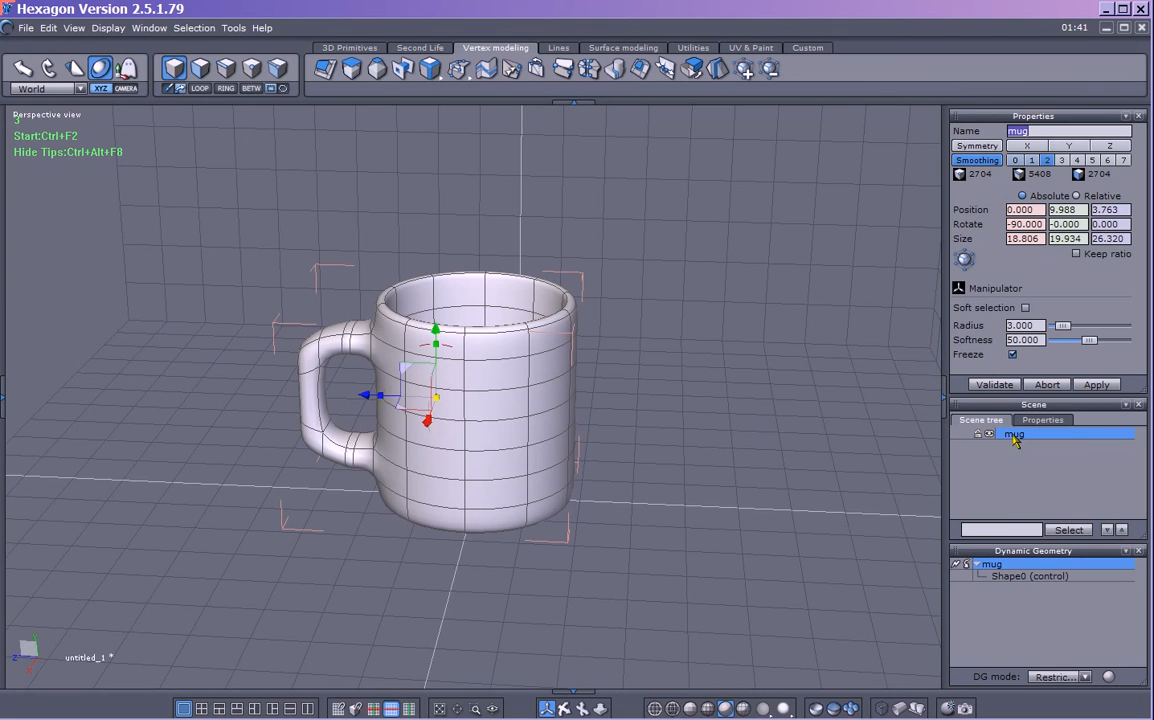 Hexagon Version 2.5.1.79
File Edit View Display Window Selection Tools Help
01:41
3D Primitives Second Life Vertex modeling Lines Surface modeling Utilities UV & Paint Custom
World XYZ CAMERA LOOP RING BETW
Perspective view
3
Start:Ctrl+F2
Hide Tips:Ctrl+Alt+F8
Properties
Name mug
Symmetry X Y Z
Smoothing 0 1 2 3 4 5 6 7
2704 5408 2704
Absolute Relative
Position 0.000 9.988 3.763
Rotate -90.000 -0.000 0.000
Size 18.806 19.934 26.320
Keep ratio
Manipulator
Soft selection
Radius 3.000
Softness 50.000
Freeze
Validate Abort Apply
Scene
Scene tree Properties
mug
Select
Dynamic Geometry
mug
Shape0 (control)
DG mode: Restric...
Y
Z
X
untitled_1 *